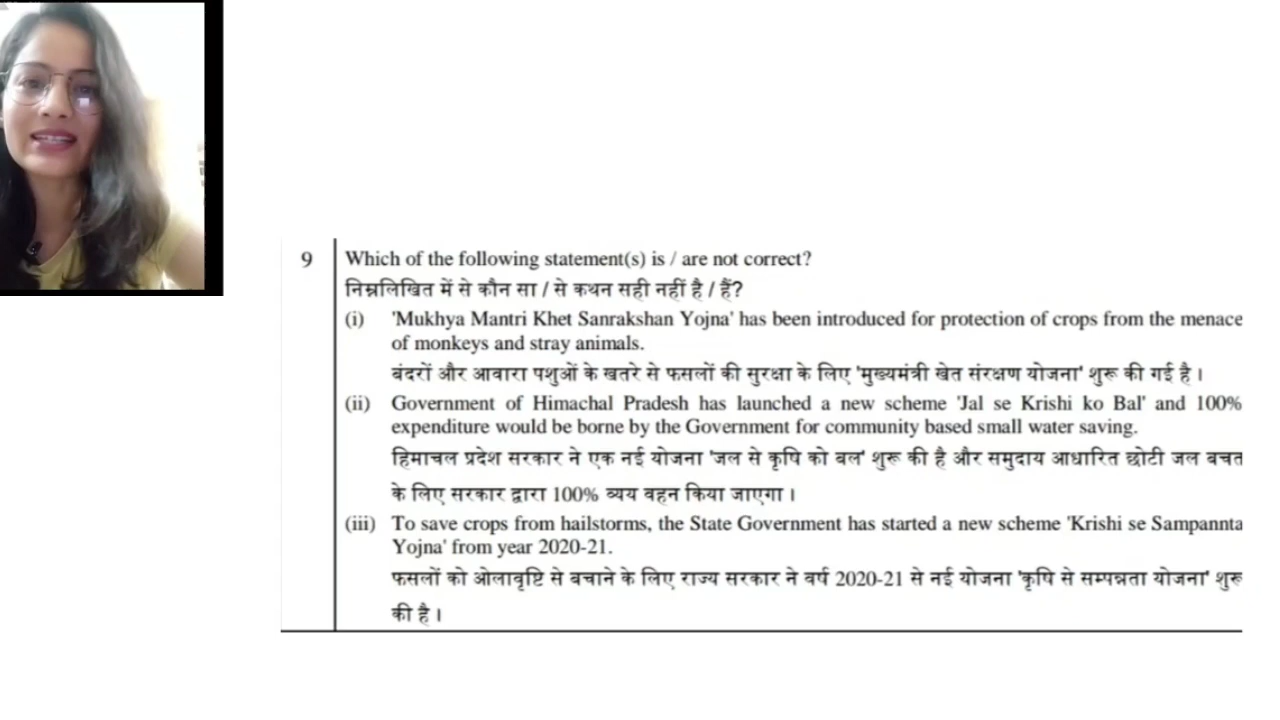 9 Which of the following statement(s) is / are not correct?
निम्नलिखित में से कौन सा / से कथन सही नहीं है / हैं?
(i) 'Mukhya Mantri Khet Sanrakshan Yojna' has been introduced for protection of crops from the menace
of monkeys and stray animals.
बंदरों और आवारा पशुओं के खतरे से फसलों की सुरक्षा के लिए 'मुख्यमंत्री खेत संरक्षण योजना' शुरू की गई है।
(ii) Government of Himachal Pradesh has launched a new scheme 'Jal se Krishi ko Bal' and 100%
expenditure would be borne by the Government for community based small water saving.
हिमाचल प्रदेश सरकार ने एक नई योजना 'जल से कृषि को बल' शुरू की है और समुदाय आधारित छोटी जल बचत
के लिए सरकार द्वारा 100% व्यय वहन किया जाएगा।
(iii) To save crops from hailstorms, the State Government has started a new scheme 'Krishi se Sampannta
Yojna' from year 2020-21.
फसलों को ओलावृष्टि से बचाने के लिए राज्य सरकार ने वर्ष 2020-21 से नई योजना 'कृषि से सम्पन्नता योजना' शुरू
की है।